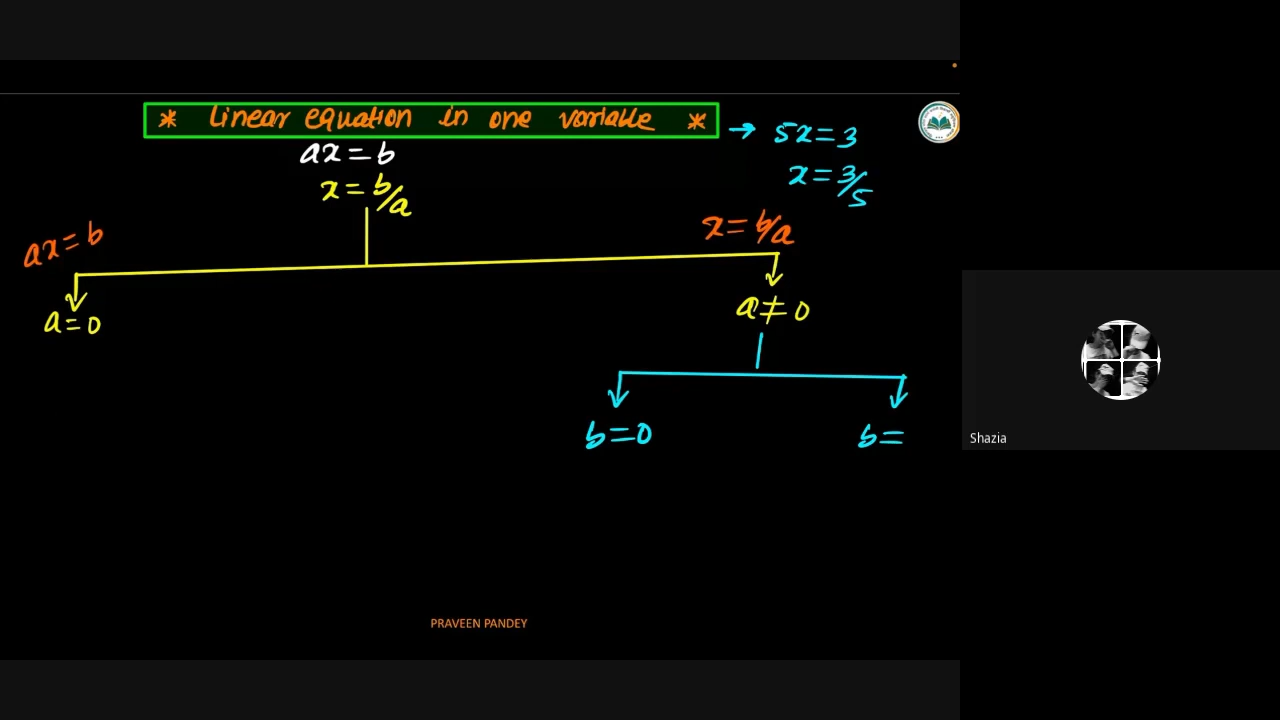 * Linear equation in one variable *
→ 5x=3
ax=b
x=3/5
x=b/a
ax=b
x=b/a
a=0
a≠0
b=0
b=
Shazia
PRAVEEN PANDEY